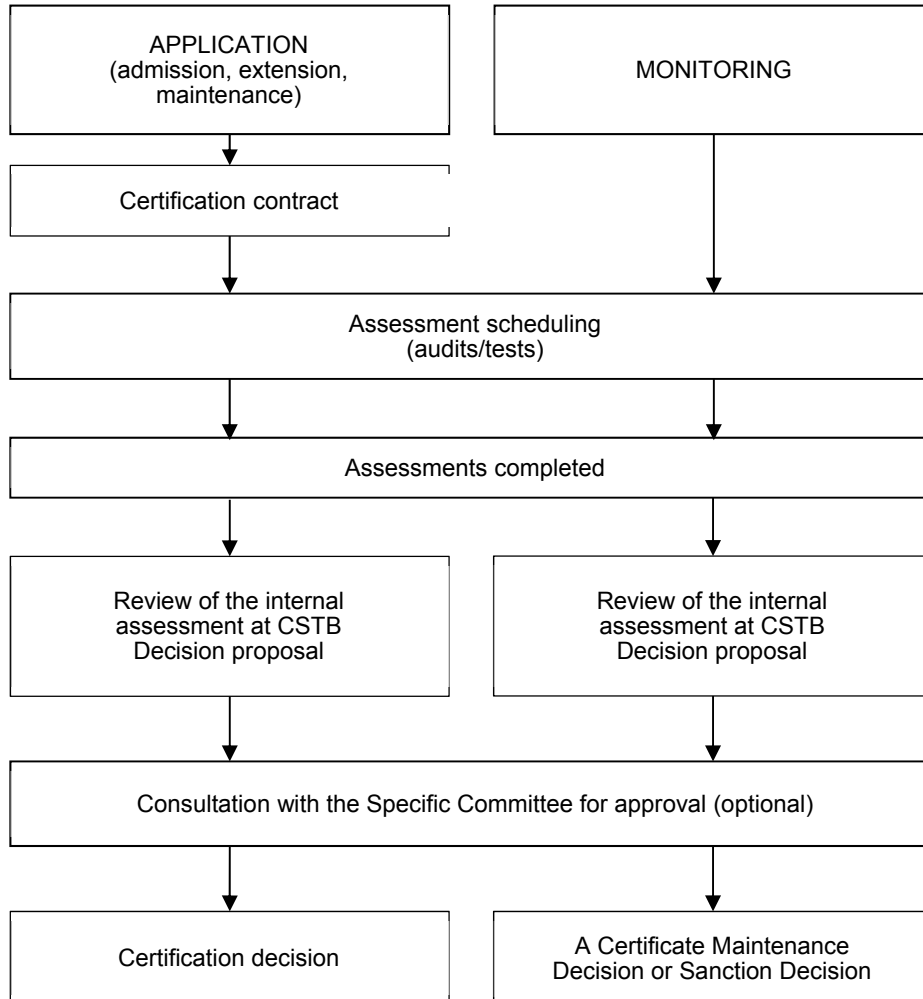 APPLICATION
(admission, extension,
maintenance)
MONITORING
Certification contract
Assessment scheduling
(audits/tests)
Assessments completed
Review of the internal
assessment at CSTB
Decision proposal
Review of the internal
assessment at CSTB
Decision proposal
Consultation with the Specific Committee for approval (optional)
Certification decision
A Certificate Maintenance
Decision or Sanction Decision